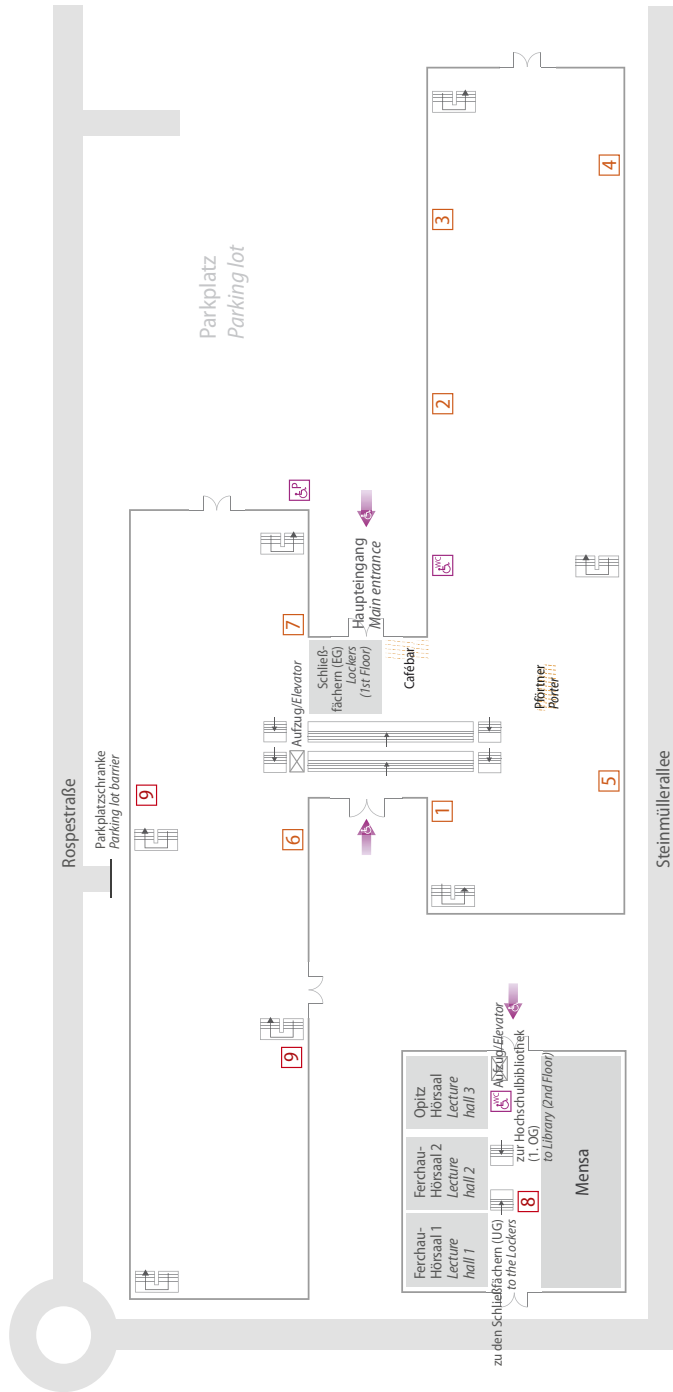 Rospestraße
Parkplatzschranke
Parking lot barrier
Parkplatz
Parking lot
9
9
6
7
P
Aufzug/Elevator
Schließ-
fächern (EG)
Lockers
(1st Floor)
Haupteingang
Main entrance
Cafébar
WC
1
2
3
4
5
Pförtner
Porter
Steinmüllerallee
Ferchau-
Hörsaal 1
Lecture
hall 1
Ferchau-
Hörsaal 2
Lecture
hall 2
Opitz
Hörsaal
Lecture
hall 3
WC
Aufzug/Elevator
zur Hochschulbibliothek
(1. OG)
to Library (2nd Floor)
8
zu den Schließfächern (UG)
to the Lockers
Mensa